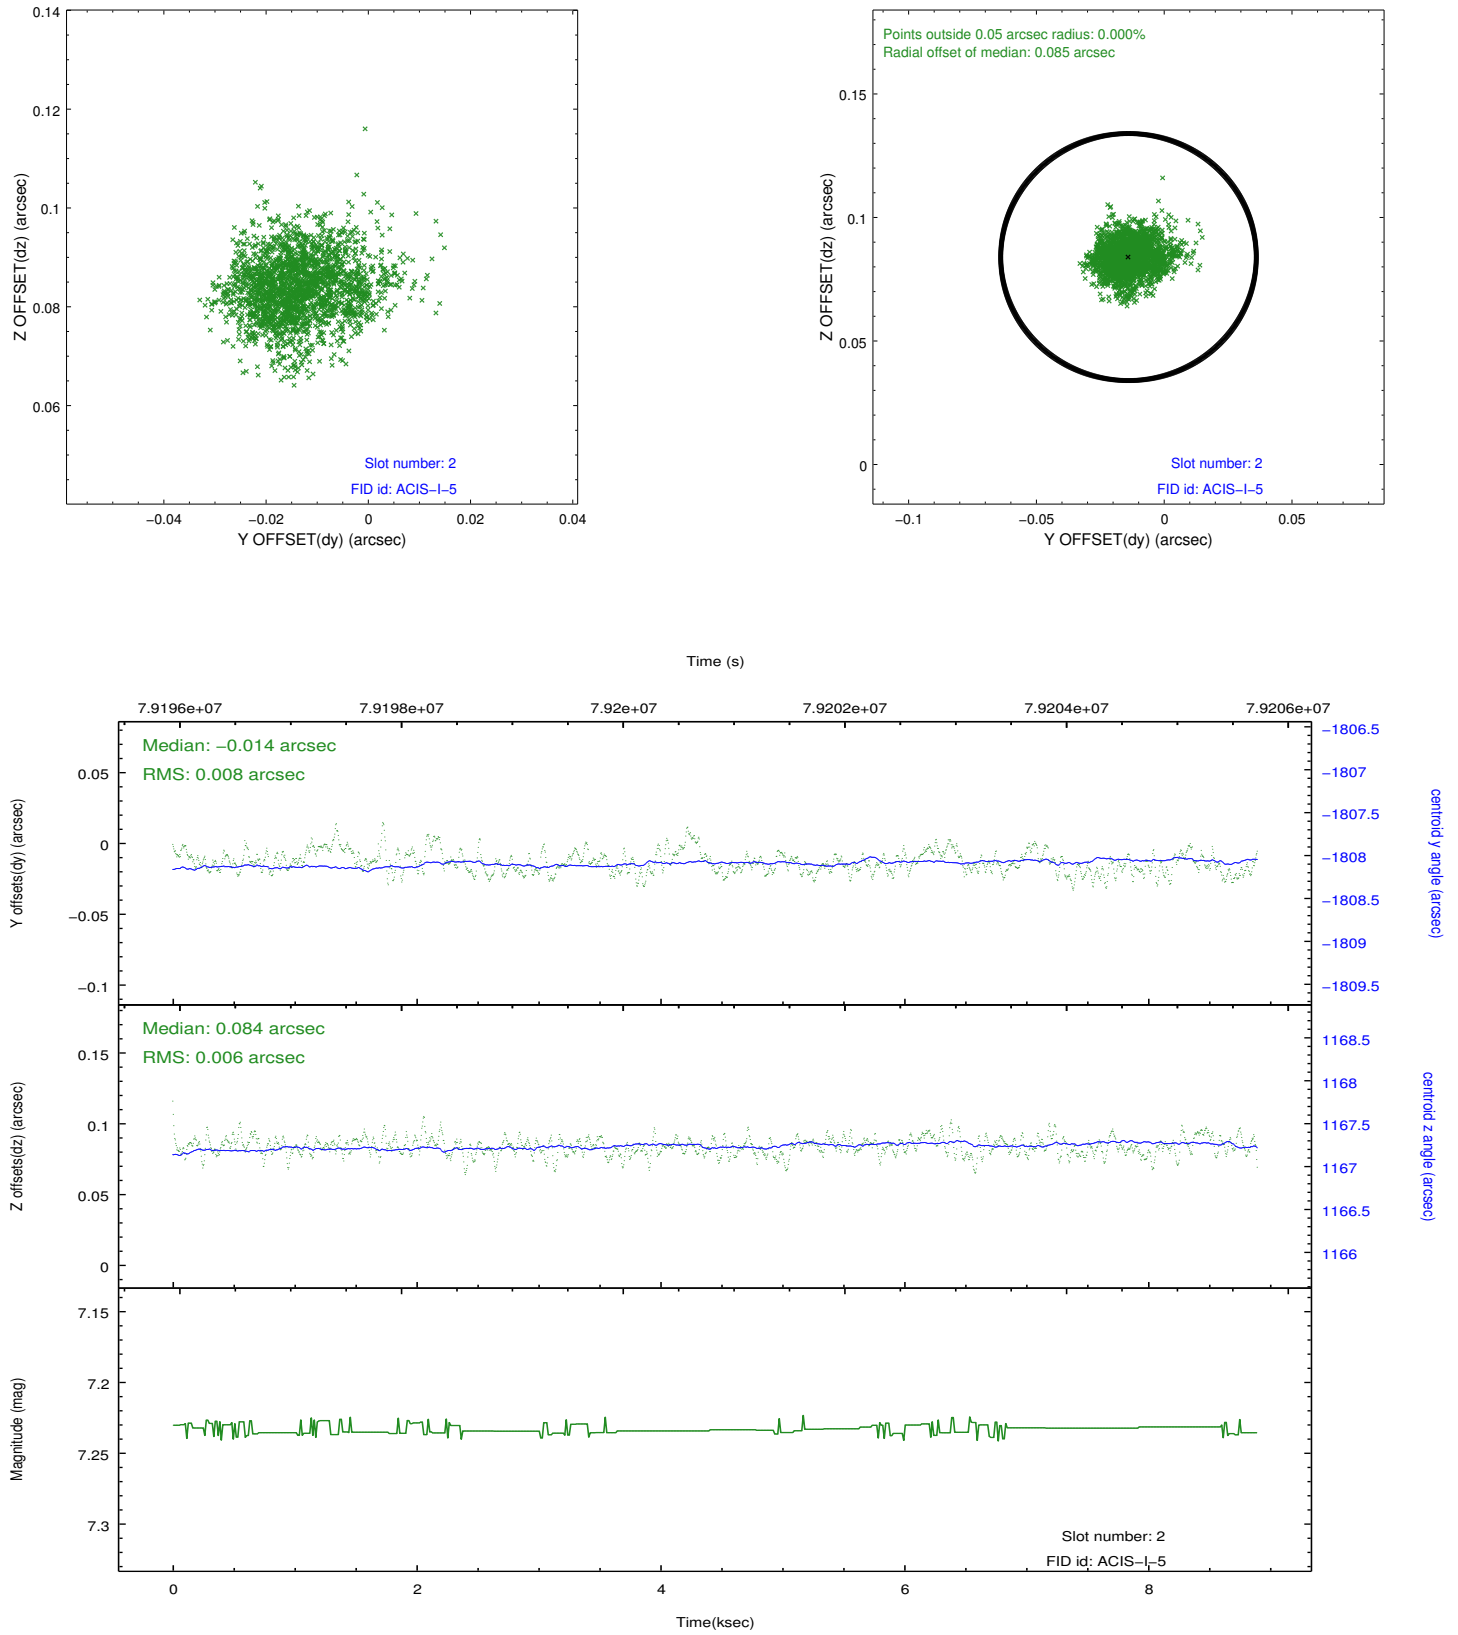 0.14
0.12
0.1
0.08
0.06
Z OFFSET(dz) (arcsec)
Slot number: 2
FID id: ACIS−I−5
−0.04 −0.02 0 0.02 0.04
Y OFFSET(dy) (arcsec)
Points outside 0.05 arcsec radius: 0.000%
Radial offset of median: 0.085 arcsec
0.15
0.1
0.05
0
Z OFFSET(dz) (arcsec)
Slot number: 2
FID id: ACIS−I−5
−0.1 −0.05 0 0.05
Y OFFSET(dy) (arcsec)
Time (s)
7.9196e+07 7.9198e+07 7.92e+07 7.9202e+07 7.9204e+07 7.9206e+07
Median: −0.014 arcsec
RMS: 0.008 arcsec
0.05
0
−0.05
−0.1
Y offsets(dy) (arcsec)
−1806.5
−1807
−1807.5
−1808
−1808.5
−1809
−1809.5
centroid y angle (arcsec)
Median: 0.084 arcsec
RMS: 0.006 arcsec
0.15
0.1
0.05
0
Z offsets(dz) (arcsec)
1168.5
1168
1167.5
1167
1166.5
1166
centroid z angle (arcsec)
7.15
7.2
7.25
7.3
Magnitude (mag)
Slot number: 2
FID id: ACIS−I−5
0 2 4 6 8
Time(ksec)